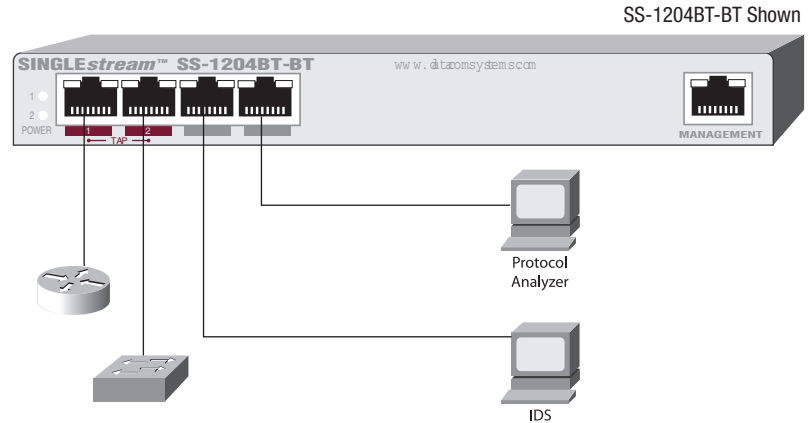 SS-1204BT-BT Shown
SINGLEstream™ SS-1204BT-BT
www.datacomsystems.com
1
2
POWER
1
2
TAP
MANAGEMENT
Protocol
Analyzer
IDS